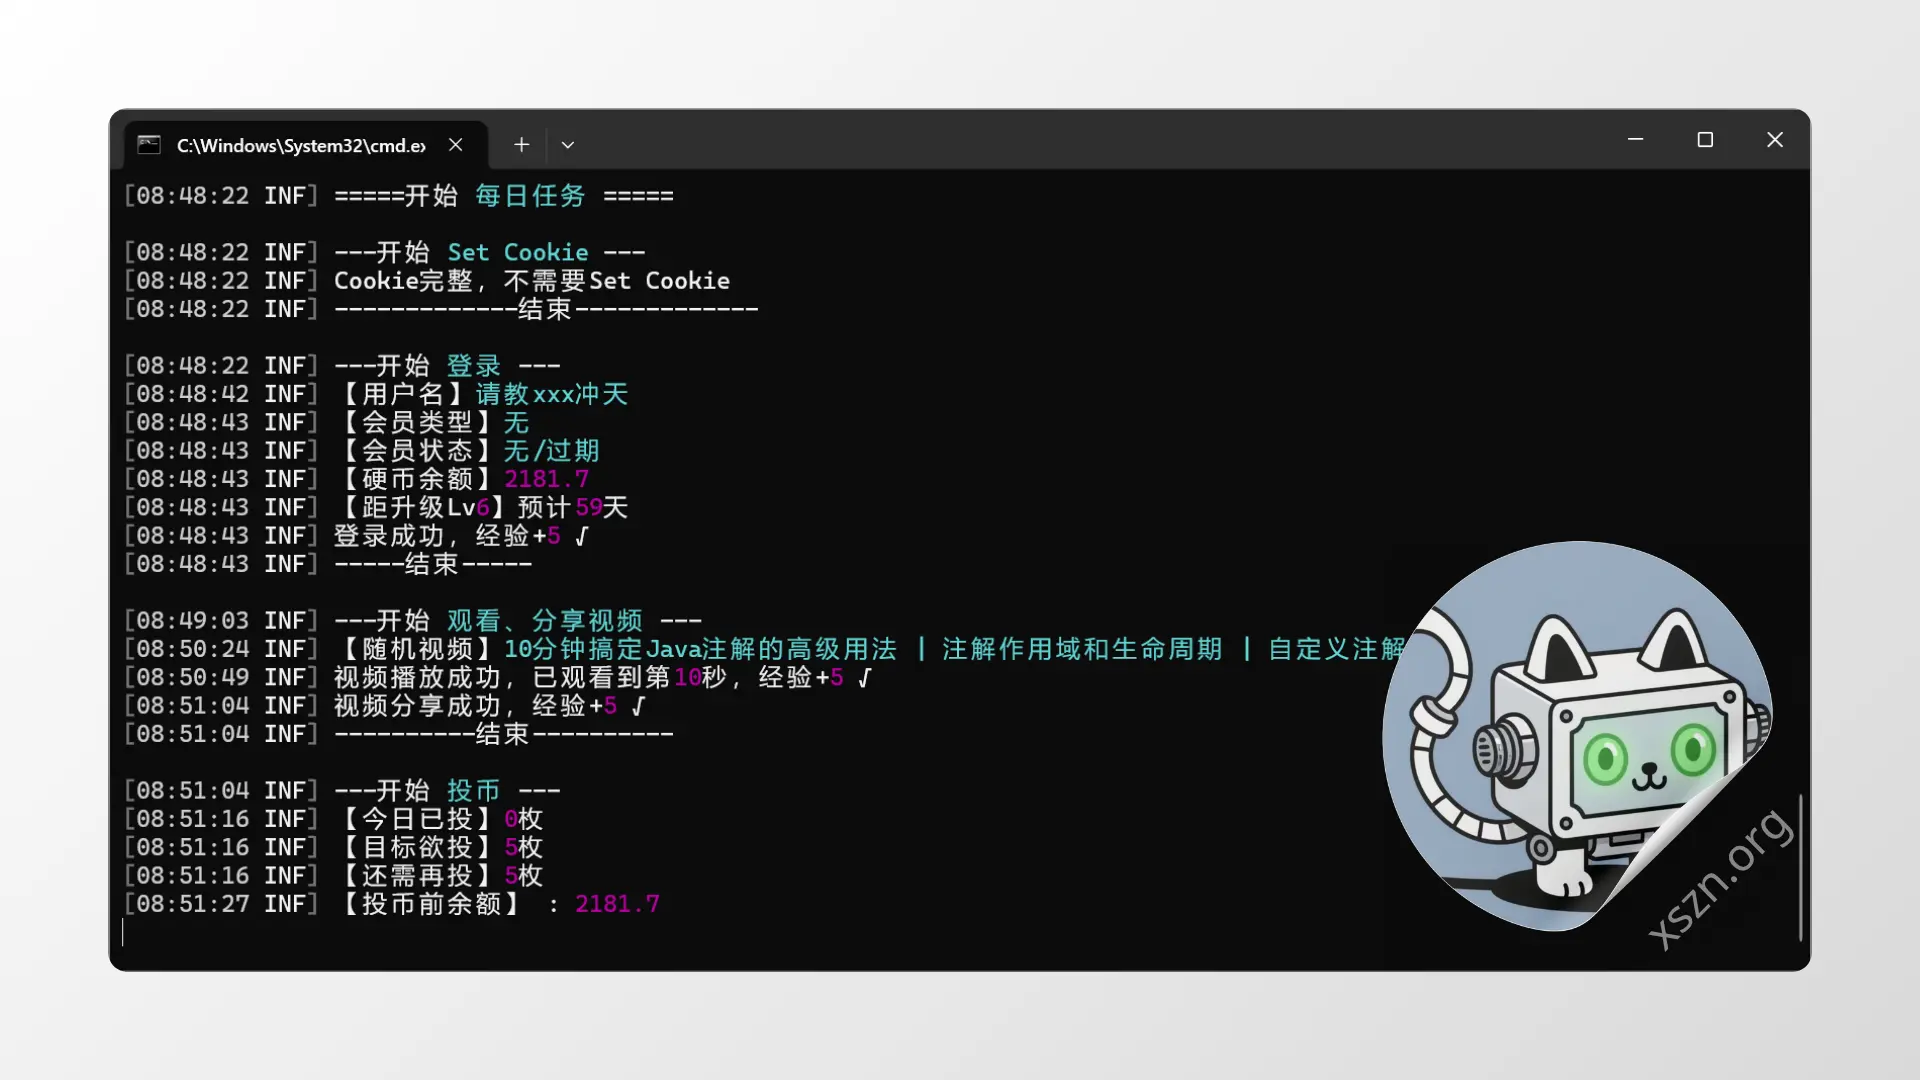 C:\Windows\System32\cmd.ex
[08:48:22 INF] =====开始 每日任务 =====
[08:48:22 INF] ---开始 Set Cookie ---
[08:48:22 INF] Cookie完整，不需要Set Cookie
[08:48:22 INF] -------------结束-------------
[08:48:22 INF] ---开始 登录 ---
[08:48:42 INF] 【用户名】请教xxx冲天
[08:48:43 INF] 【会员类型】无
[08:48:43 INF] 【会员状态】无/过期
[08:48:43 INF] 【硬币余额】2181.7
[08:48:43 INF] 【距升级Lv6】预计59天
[08:48:43 INF] 登录成功，经验+5 √
[08:48:43 INF] -----结束-----
[08:49:03 INF] ---开始 观看、分享视频 ---
[08:50:24 INF] 【随机视频】10分钟搞定Java注解的高级用法 | 注解作用域和生命周期 | 自定义注解
[08:50:49 INF] 视频播放成功，已观看到第10秒，经验+5 √
[08:51:04 INF] 视频分享成功，经验+5 √
[08:51:04 INF] ----------结束----------
[08:51:04 INF] ---开始 投币 ---
[08:51:16 INF] 【今日已投】0枚
[08:51:16 INF] 【目标欲投】5枚
[08:51:16 INF] 【还需再投】5枚
[08:51:27 INF] 【投币前余额】 : 2181.7
xszn.org